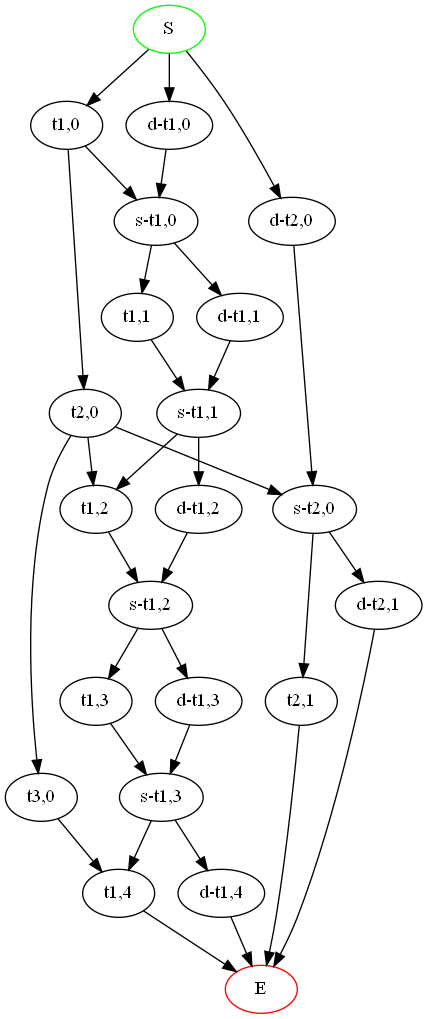 S
t1,0
d-t1,0
s-t1,0
d-t2,0
t1,1
d-t1,1
t2,0
s-t1,1
t1,2
d-t1,2
s-t2,0
s-t1,2
d-t2,1
t1,3
d-t1,3
t2,1
t3,0
s-t1,3
t1,4
d-t1,4
E